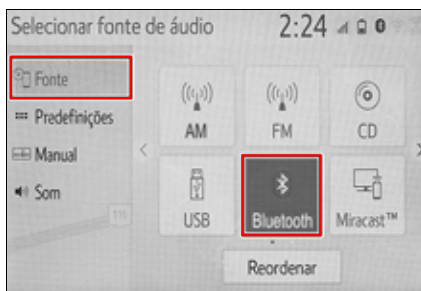 Selecionar fonte de áudio 2:24
Fonte
Predefinições
Manual
Som
AM
FM
CD
USB
Bluetooth
Miracast™
Reordenar